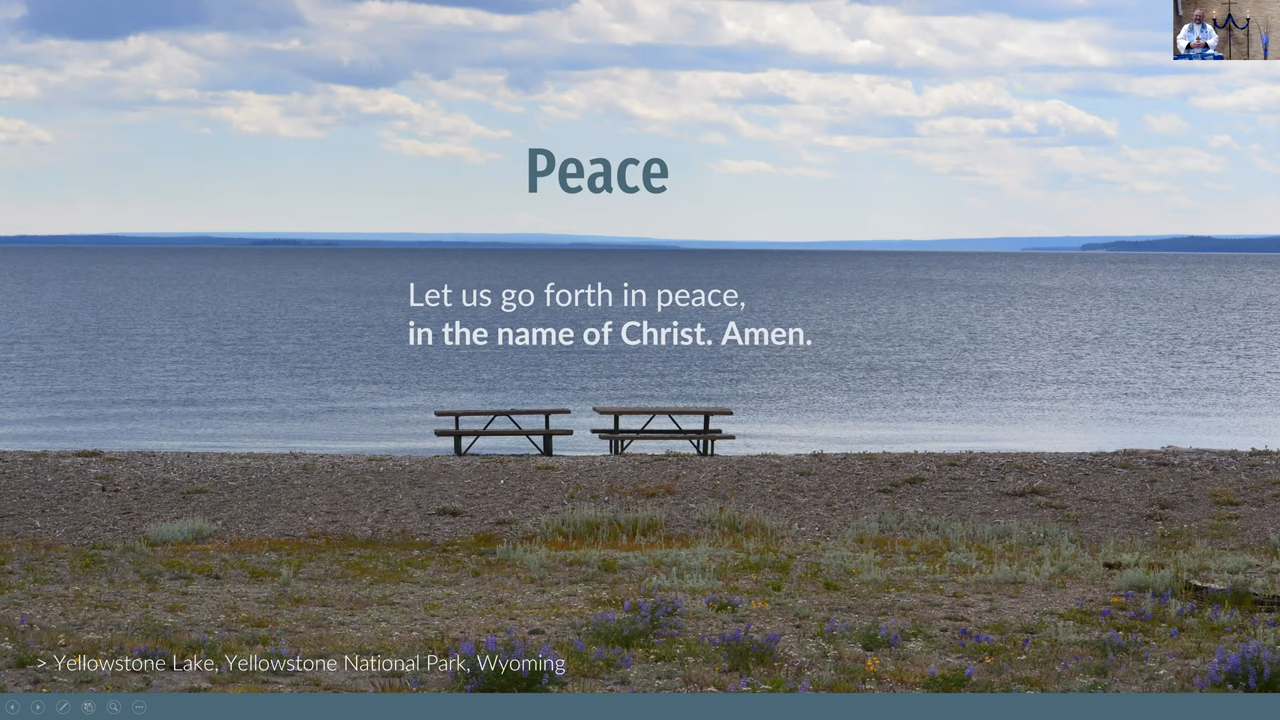 Peace
Let us go forth in peace,
in the name of Christ. Amen.
> Yellowstone Lake, Yellowstone National Park, Wyoming